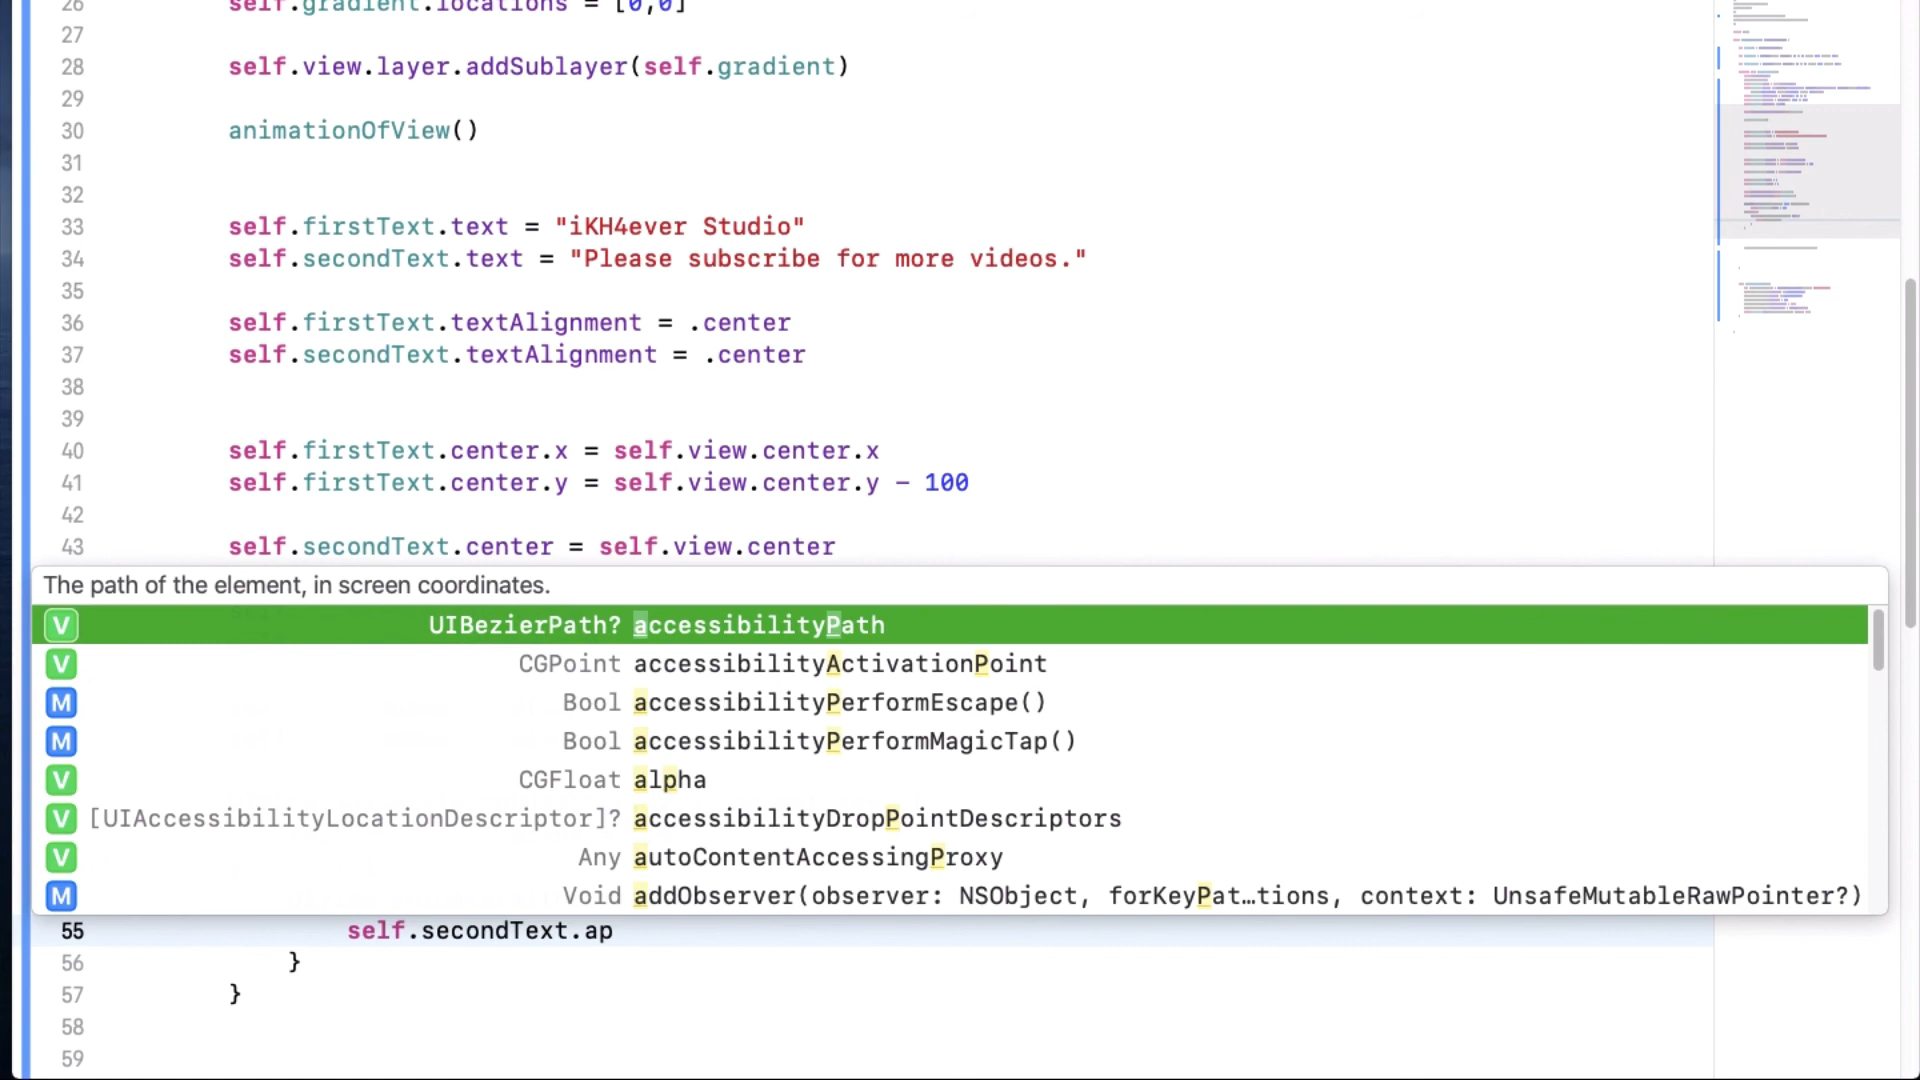 26 self.gradient.locations = [0,0]
27
28 self.view.layer.addSublayer(self.gradient)
29
30 animationOfView()
31
32
33 self.firstText.text = "iKH4ever Studio"
34 self.secondText.text = "Please subscribe for more videos."
35
36 self.firstText.textAlignment = .center
37 self.secondText.textAlignment = .center
38
39
40 self.firstText.center.x = self.view.center.x
41 self.firstText.center.y = self.view.center.y - 100
42
43 self.secondText.center = self.view.center
The path of the element, in screen coordinates.
V UIBezierPath? accessibilityPath
V CGPoint accessibilityActivationPoint
M Bool accessibilityPerformEscape()
M Bool accessibilityPerformMagicTap()
V CGFloat alpha
V [UIAccessibilityLocationDescriptor]? accessibilityDropPointDescriptors
V Any autoContentAccessingProxy
M Void addObserver(observer: NSObject, forKeyPat…tions, context: UnsafeMutableRawPointer?)
55 self.secondText.ap
56 }
57 }
58
59